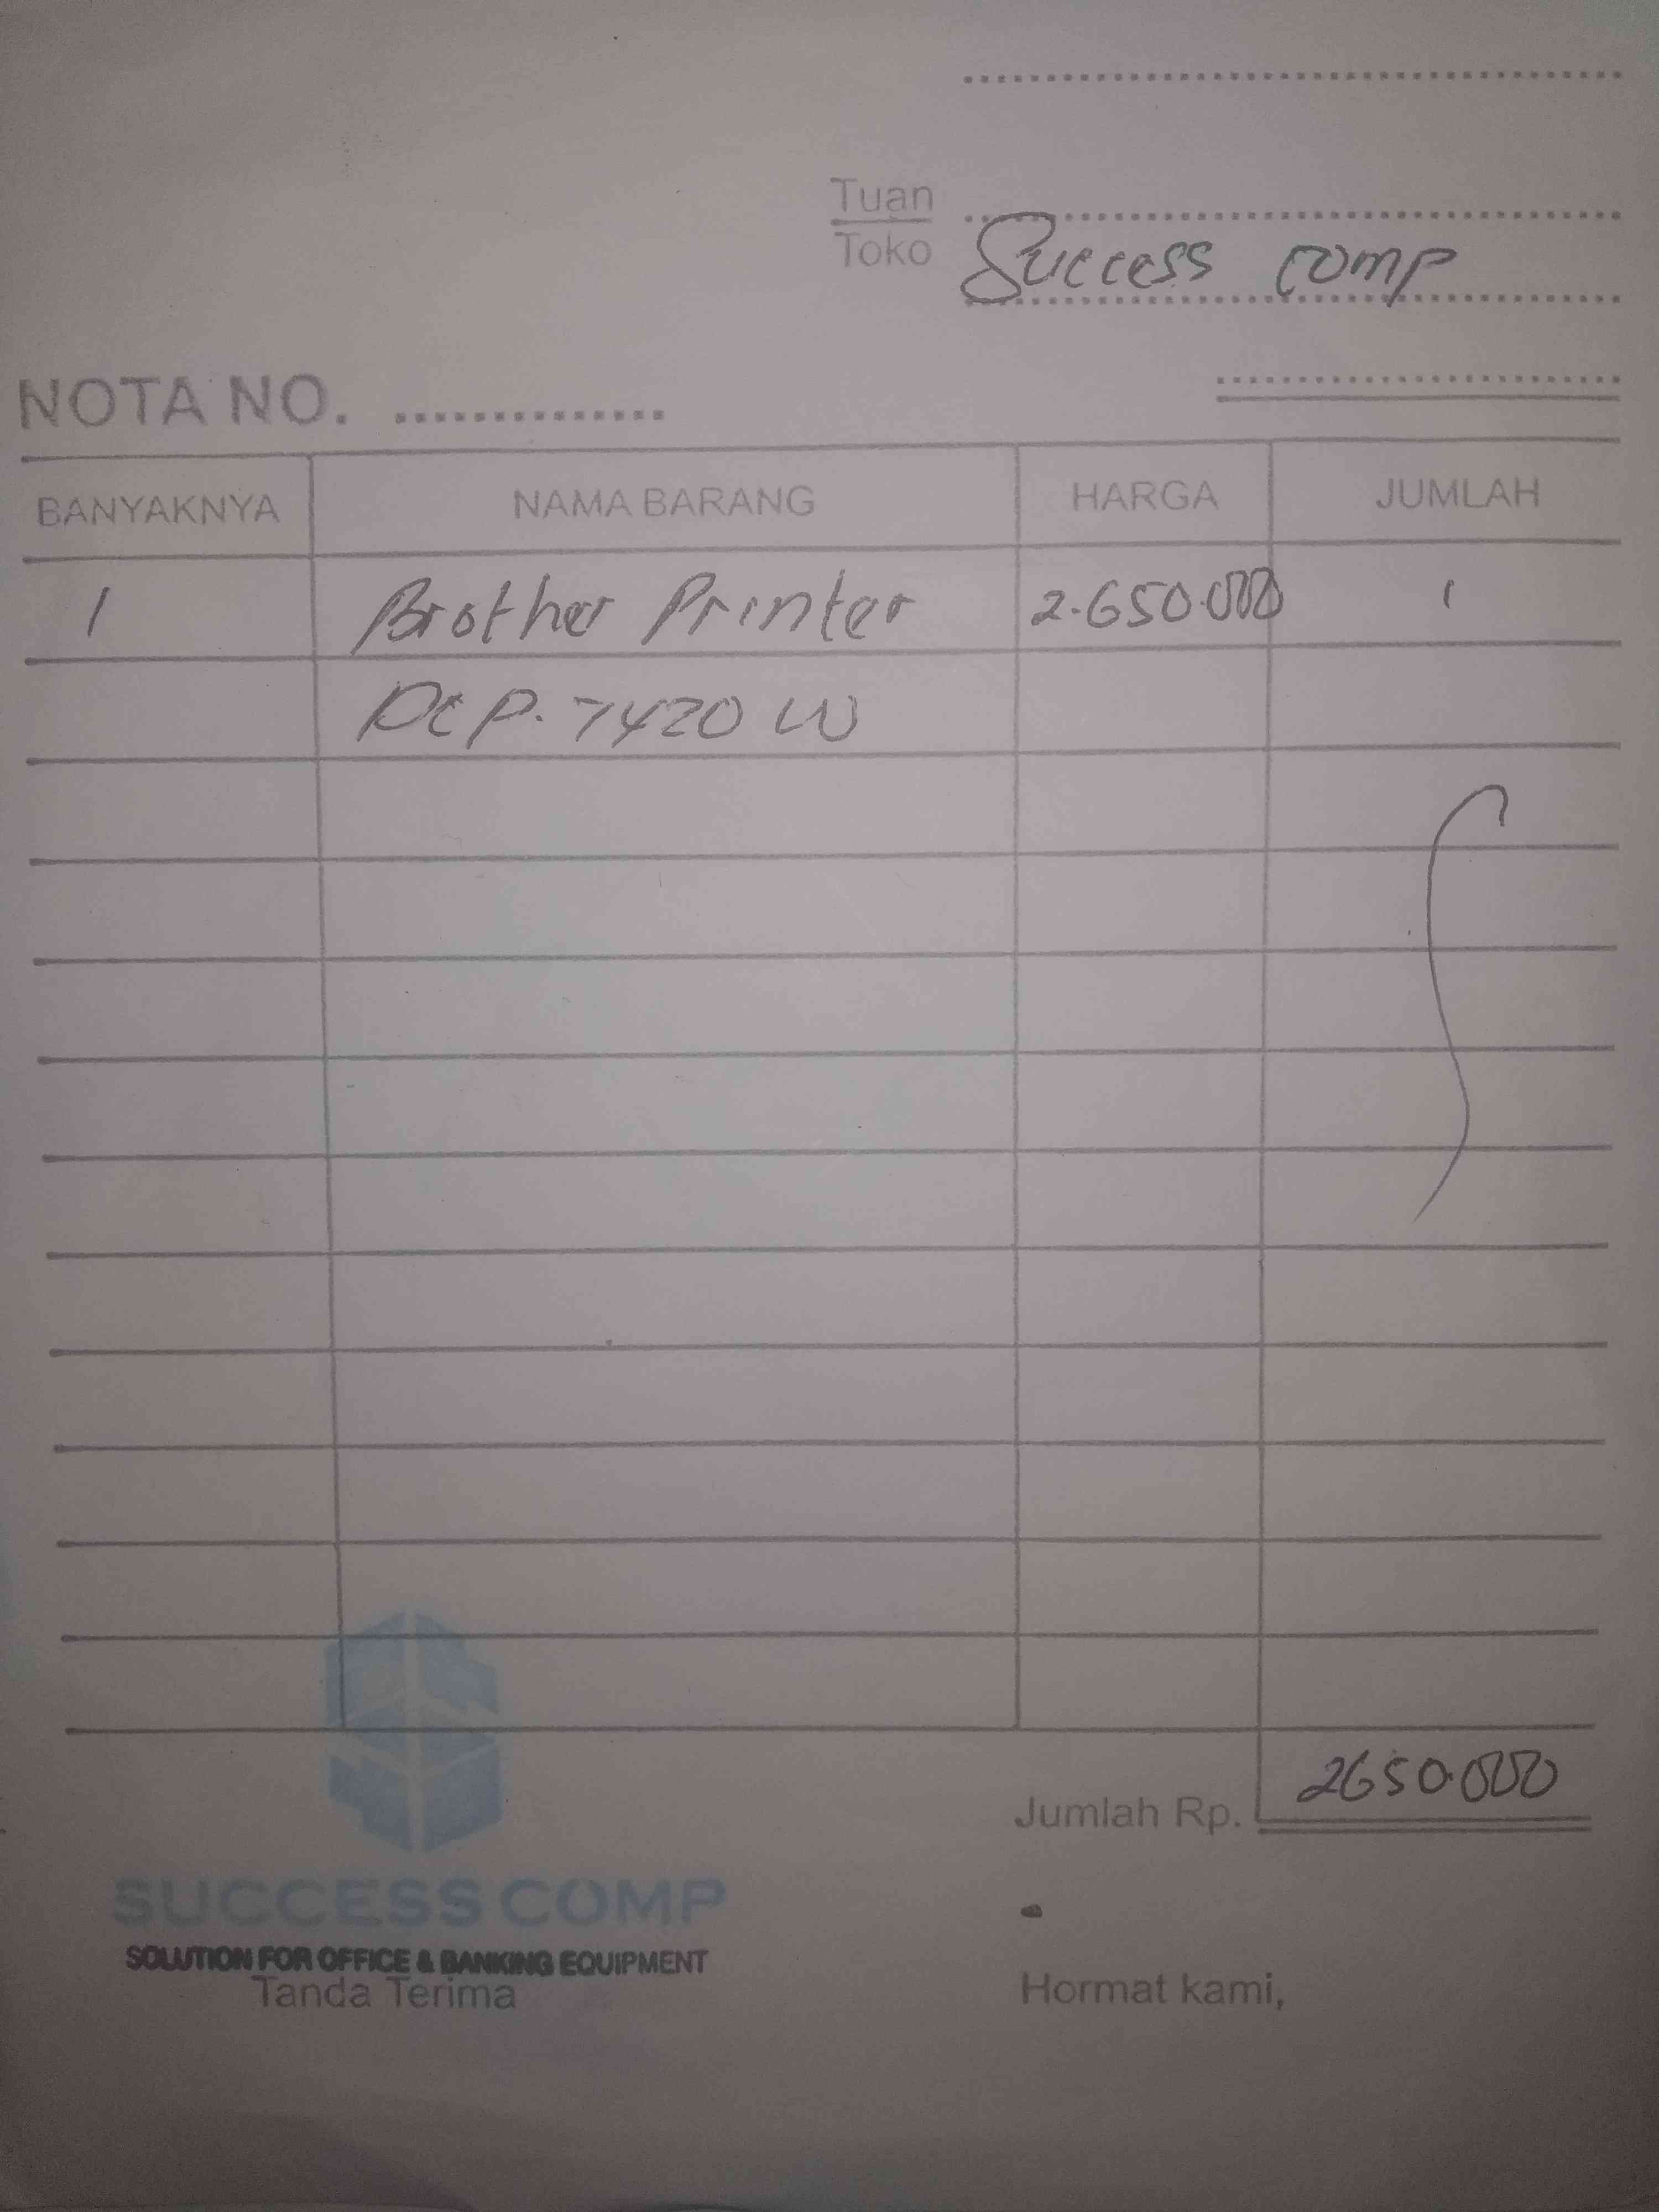 Tuan
Toko Success comp
NOTA NO.
BANYAKNYA NAMA BARANG HARGA JUMLAH
1 Brother Printer 2.650.000 1
DCP. 7420 W
Jumlah Rp. 2650.000
SUCCESS COMP
SOLUTION FOR OFFICE & BANKING EQUIPMENT
Tanda Terima Hormat kami,